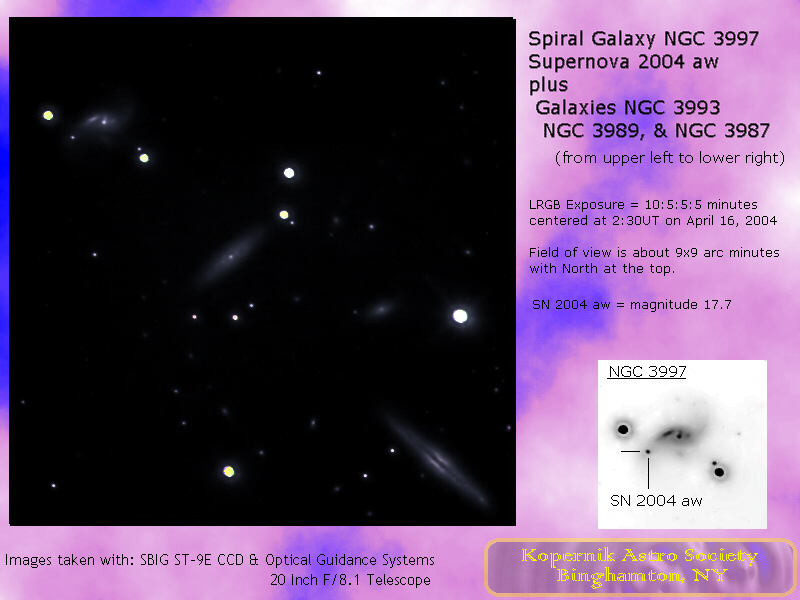 Spiral Galaxy NGC 3997
Supernova 2004 aw
plus
Galaxies NGC 3993
NGC 3989, & NGC 3987
(from upper left to lower right)
LRGB Exposure = 10:5:5:5 minutes
centered at 2:30UT on April 16, 2004
Field of view is about 9x9 arc minutes
with North at the top.
SN 2004 aw = magnitude 17.7
NGC 3997
SN 2004 aw
Images taken with: SBIG ST-9E CCD & Optical Guidance Systems
20 Inch F/8.1 Telescope
Kopernik Astro Society
Binghamton, NY